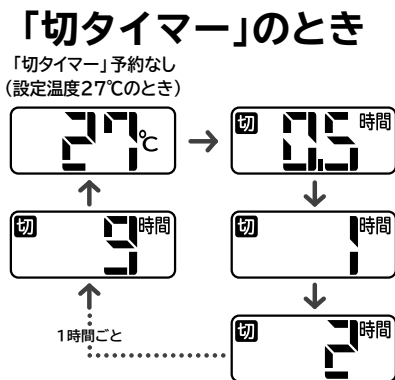 「切タイマー」のとき
「切タイマー」予約なし
(設定温度27℃のとき)
27℃
切 0.5 時間
切 9 時間
切 1 時間
1時間ごと
切 2 時間